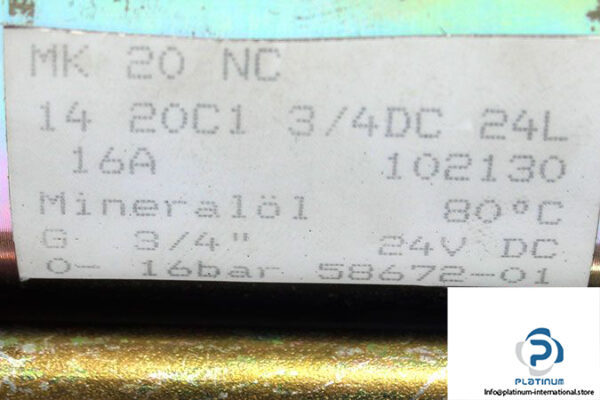 MK 20 NC
14 20C1 3/4DC 24L
16A 102130
Mineralöl 80°C
G 3/4" 24V DC
0- 16bar 58672-01
PLATINUM
Info@platinum-international.store